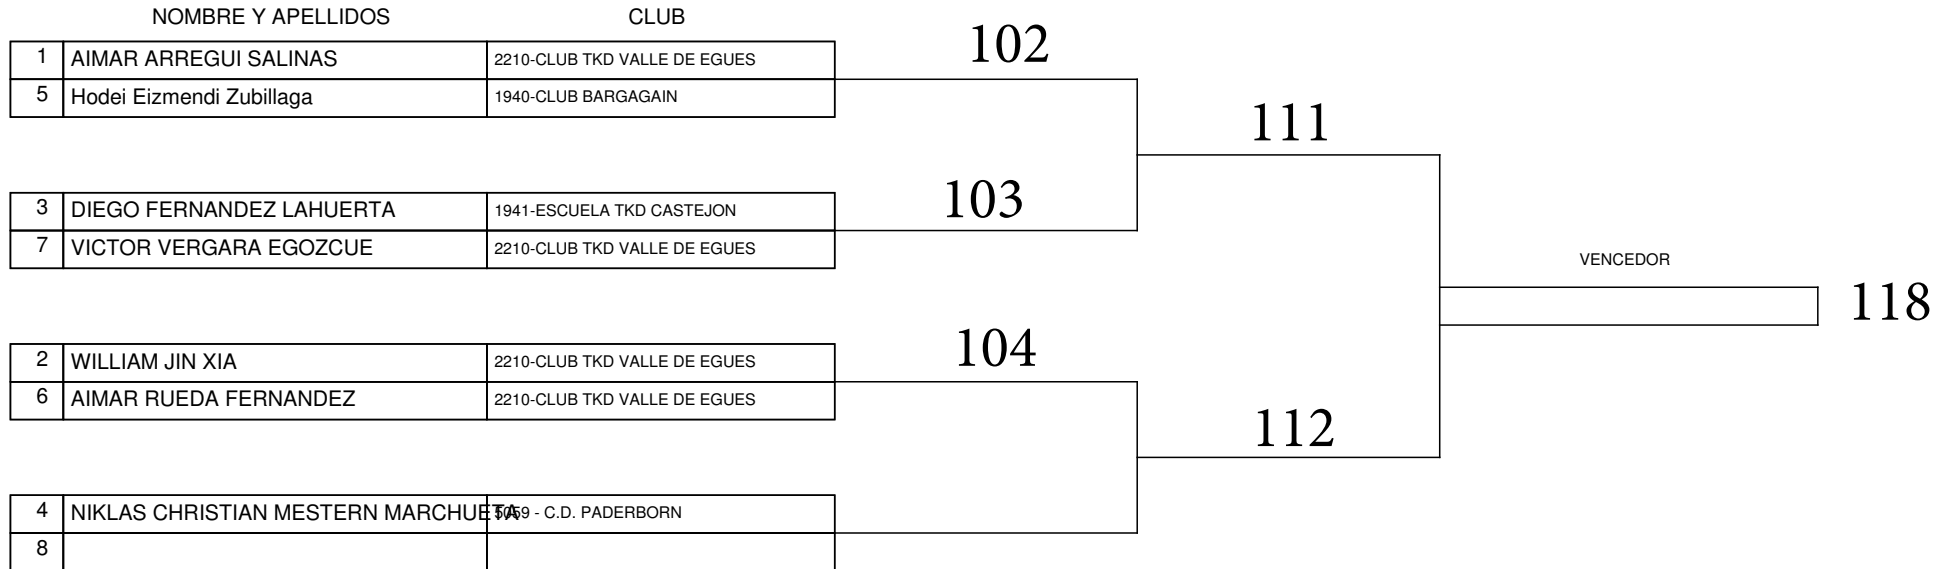 NOMBRE Y APELLIDOS CLUB
102
1 AIMAR ARREGUI SALINAS 2210-CLUB TKD VALLE DE EGUES
5 Hodei Eizmendi Zubillaga 1940-CLUB BARGAGAIN
111
103
3 DIEGO FERNANDEZ LAHUERTA 1941-ESCUELA TKD CASTEJON
7 VICTOR VERGARA EGOZCUE 2210-CLUB TKD VALLE DE EGUES
VENCEDOR
118
104
2 WILLIAM JIN XIA 2210-CLUB TKD VALLE DE EGUES
6 AIMAR RUEDA FERNANDEZ 2210-CLUB TKD VALLE DE EGUES
112
4 NIKLAS CHRISTIAN MESTERN MARCHUETA 5059 - C.D. PADERBORN
8